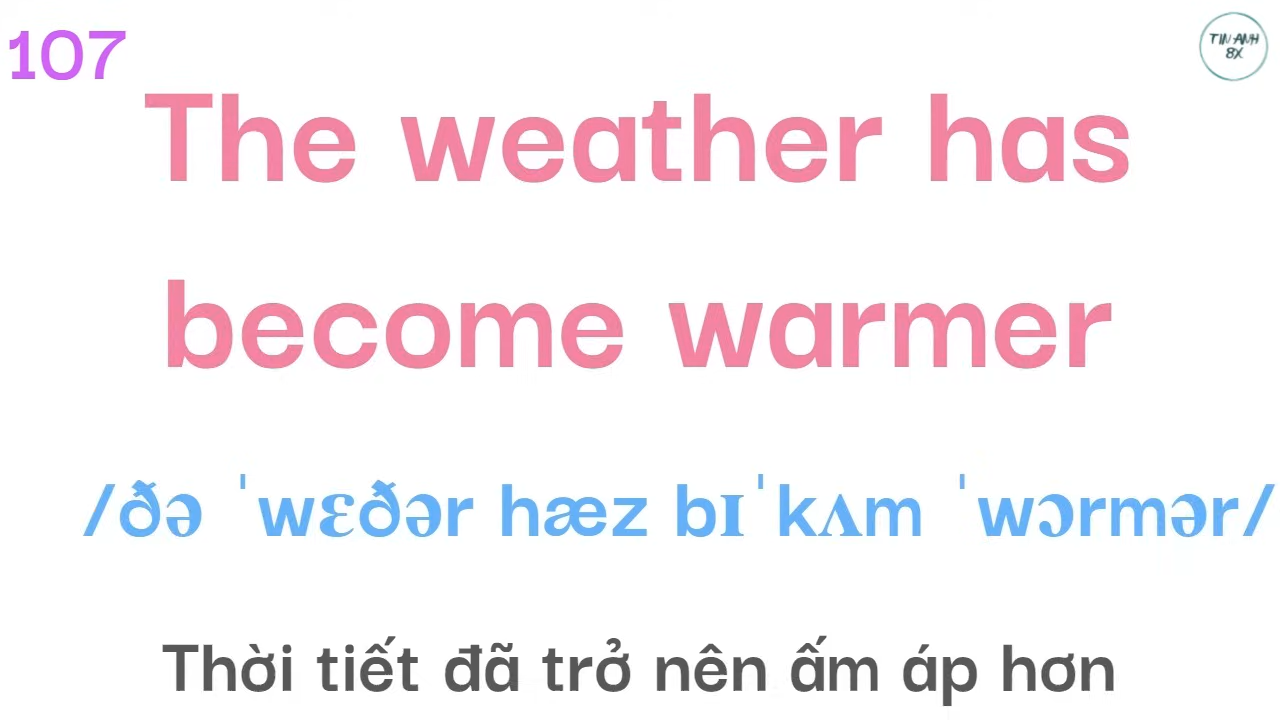 107
TIN ANH
8X
The weather has
become warmer
/ðə ˈwɛðər hæz bɪˈkʌm ˈwɔrmər/
Thời tiết đã trở nên ấm áp hơn